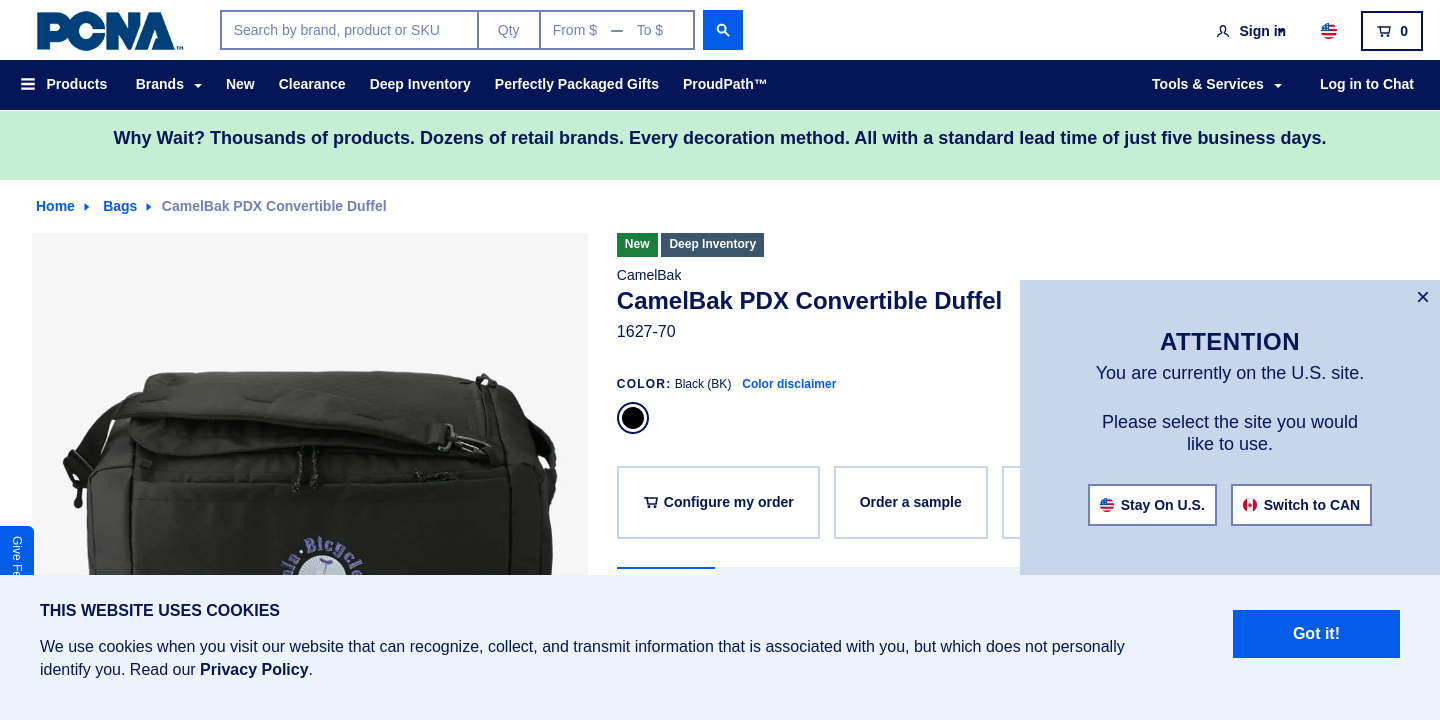 PCNA™
Search by brand, product or SKU
Qty
From $ — To $
Sign in
0
Products
Brands
New
Clearance
Deep Inventory
Perfectly Packaged Gifts
ProudPath™
Tools & Services
Log in to Chat
Why Wait? Thousands of products. Dozens of retail brands. Every decoration method. All with a standard lead time of just five business days.
Home
Bags
CamelBak PDX Convertible Duffel
New
Deep Inventory
CamelBak
CamelBak PDX Convertible Duffel
1627-70
COLOR: Black (BK) Color disclaimer
Configure my order
Order a sample
×
ATTENTION
You are currently on the U.S. site.
Please select the site you would
like to use.
Stay On U.S.
Switch to CAN
Bicycle
Give Fe
THIS WEBSITE USES COOKIES
We use cookies when you visit our website that can recognize, collect, and transmit information that is associated with you, but which does not personally
identify you. Read our Privacy Policy.
Got it!